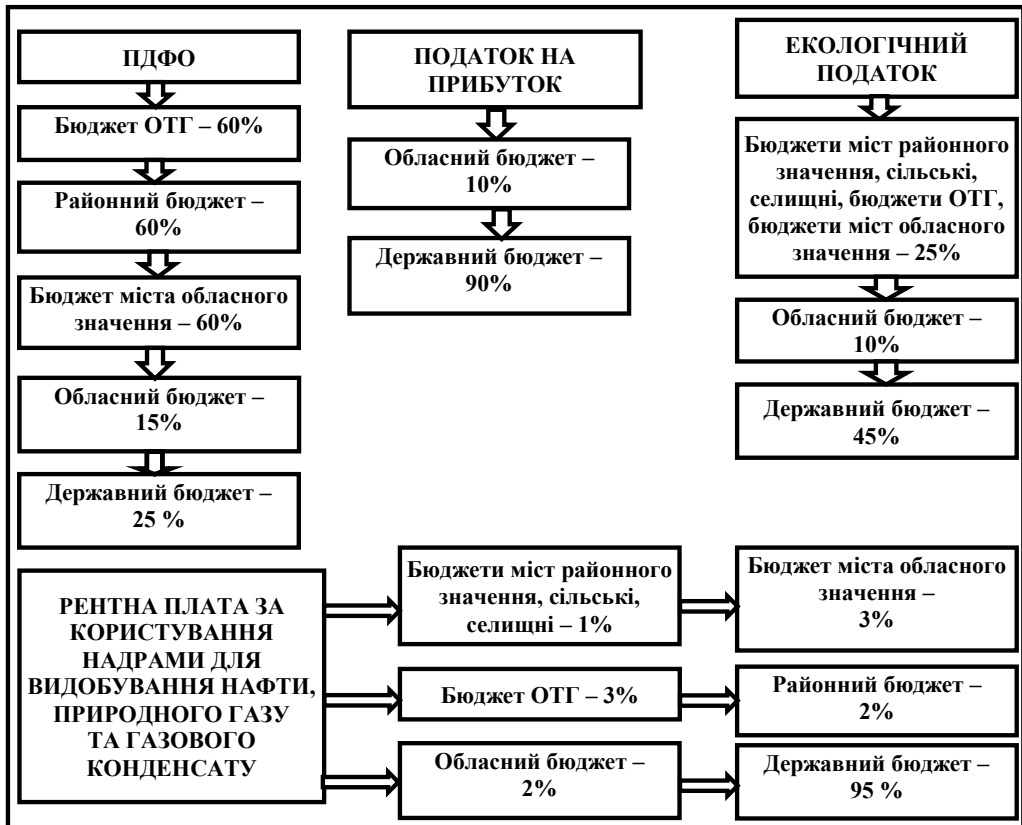 ПДФО
Бюджет ОТГ – 60%
Районний бюджет –
60%
Бюджет міста обласного
значення – 60%
Обласний бюджет –
15%
Державний бюджет –
25 %
ПОДАТОК НА
ПРИБУТОК
Обласний бюджет –
10%
Державний бюджет –
90%
ЕКОЛОГІЧНИЙ
ПОДАТОК
Бюджети міст районного
значення, сільські,
селищні, бюджети ОТГ,
бюджети міст обласного
значення – 25%
Обласний бюджет –
10%
Державний бюджет –
45%
РЕНТНА ПЛАТА ЗА
КОРИСТУВАННЯ
НАДРАМИ ДЛЯ
ВИДОБУВАННЯ НАФТИ,
ПРИРОДНОГО ГАЗУ
ТА ГАЗОВОГО
КОНДЕНСАТУ
Бюджети міст районного
значення, сільські,
селищні – 1%
Бюджет міста обласного
значення –
3%
Бюджет ОТГ – 3%
Районний бюджет –
2%
Обласний бюджет –
2%
Державний бюджет –
95 %